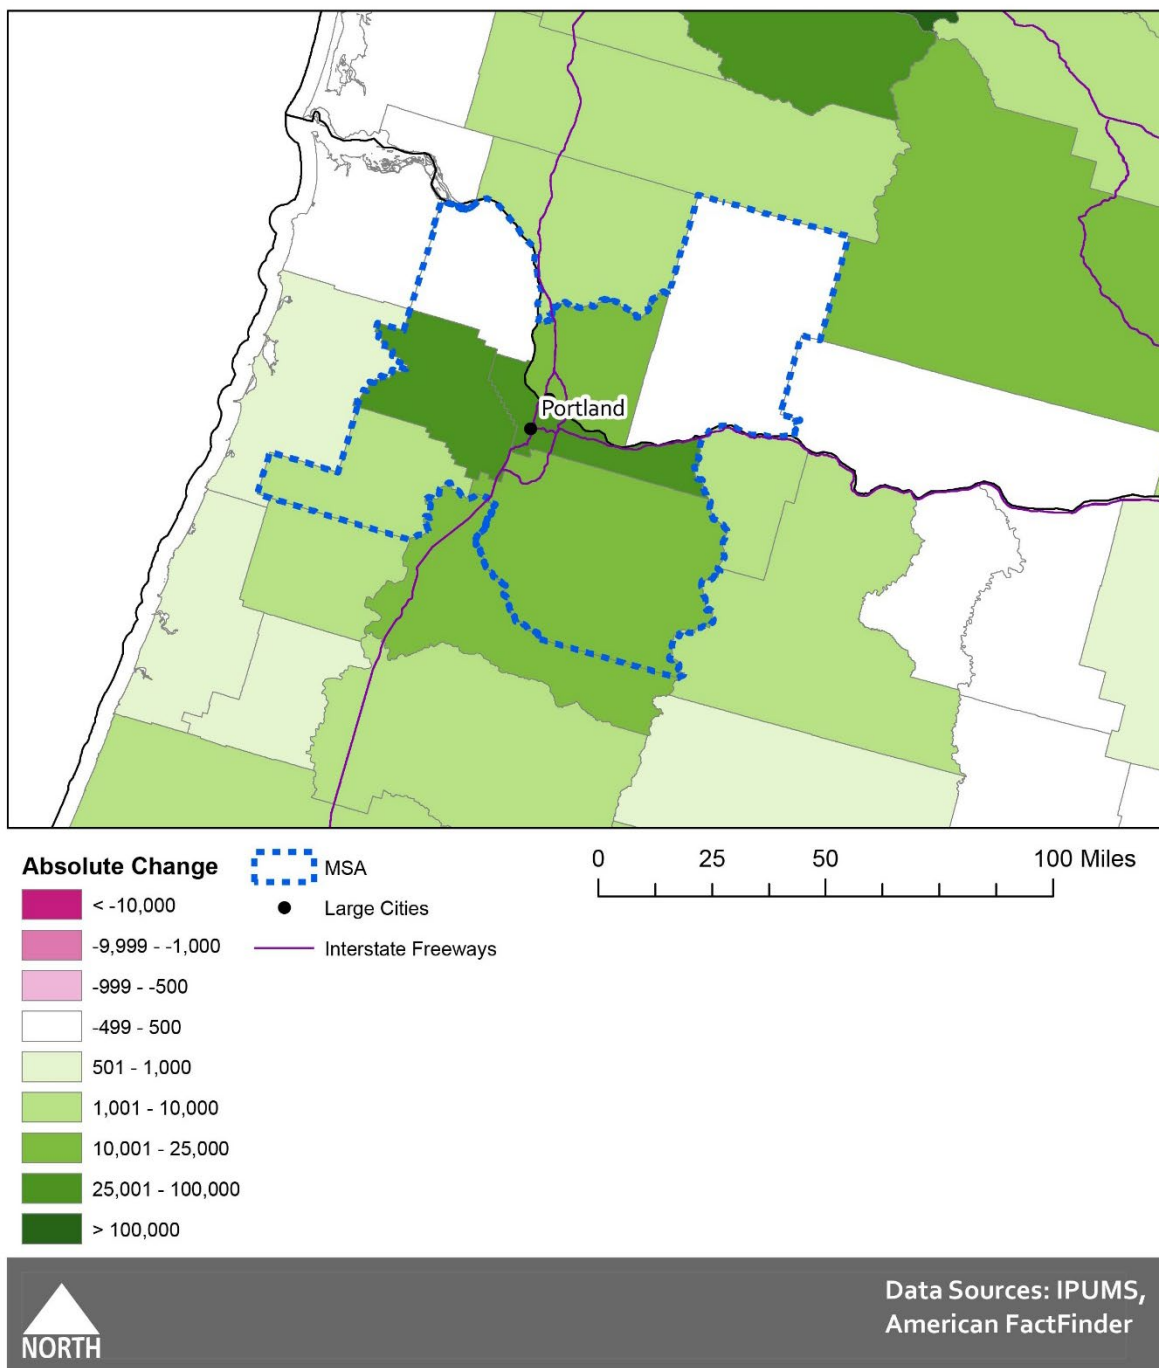 Portland
Absolute Change
< -10,000
-9,999 - -1,000
-999 - -500
-499 - 500
501 - 1,000
1,001 - 10,000
10,001 - 25,000
25,001 - 100,000
> 100,000
MSA
Large Cities
Interstate Freeways
0 25 50 100 Miles
NORTH
Data Sources: IPUMS,
American FactFinder